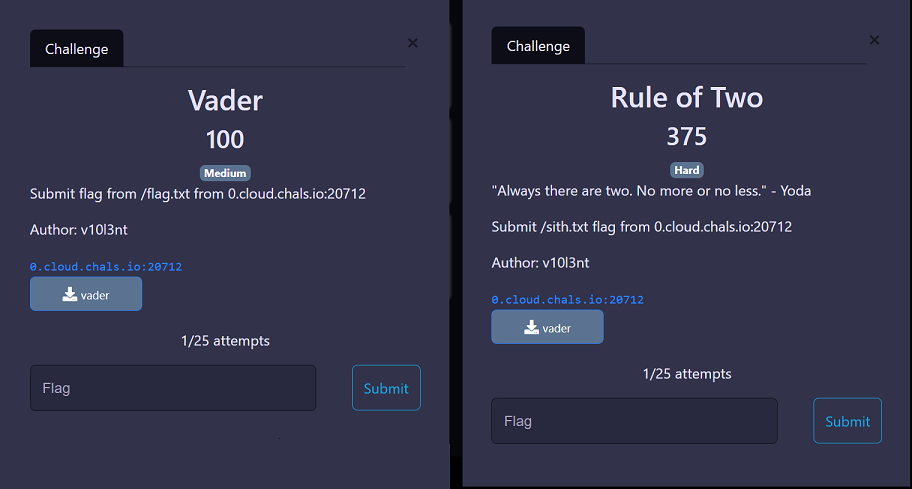 Challenge
×
Vader
100
Medium
Submit flag from /flag.txt from 0.cloud.chals.io:20712
Author: v10l3nt
0.cloud.chals.io:20712
vader
1/25 attempts
Flag
Submit
Challenge
×
Rule of Two
375
Hard
"Always there are two. No more or no less." - Yoda
Submit /sith.txt flag from 0.cloud.chals.io:20712
Author: v10l3nt
0.cloud.chals.io:20712
vader
1/25 attempts
Flag
Submit